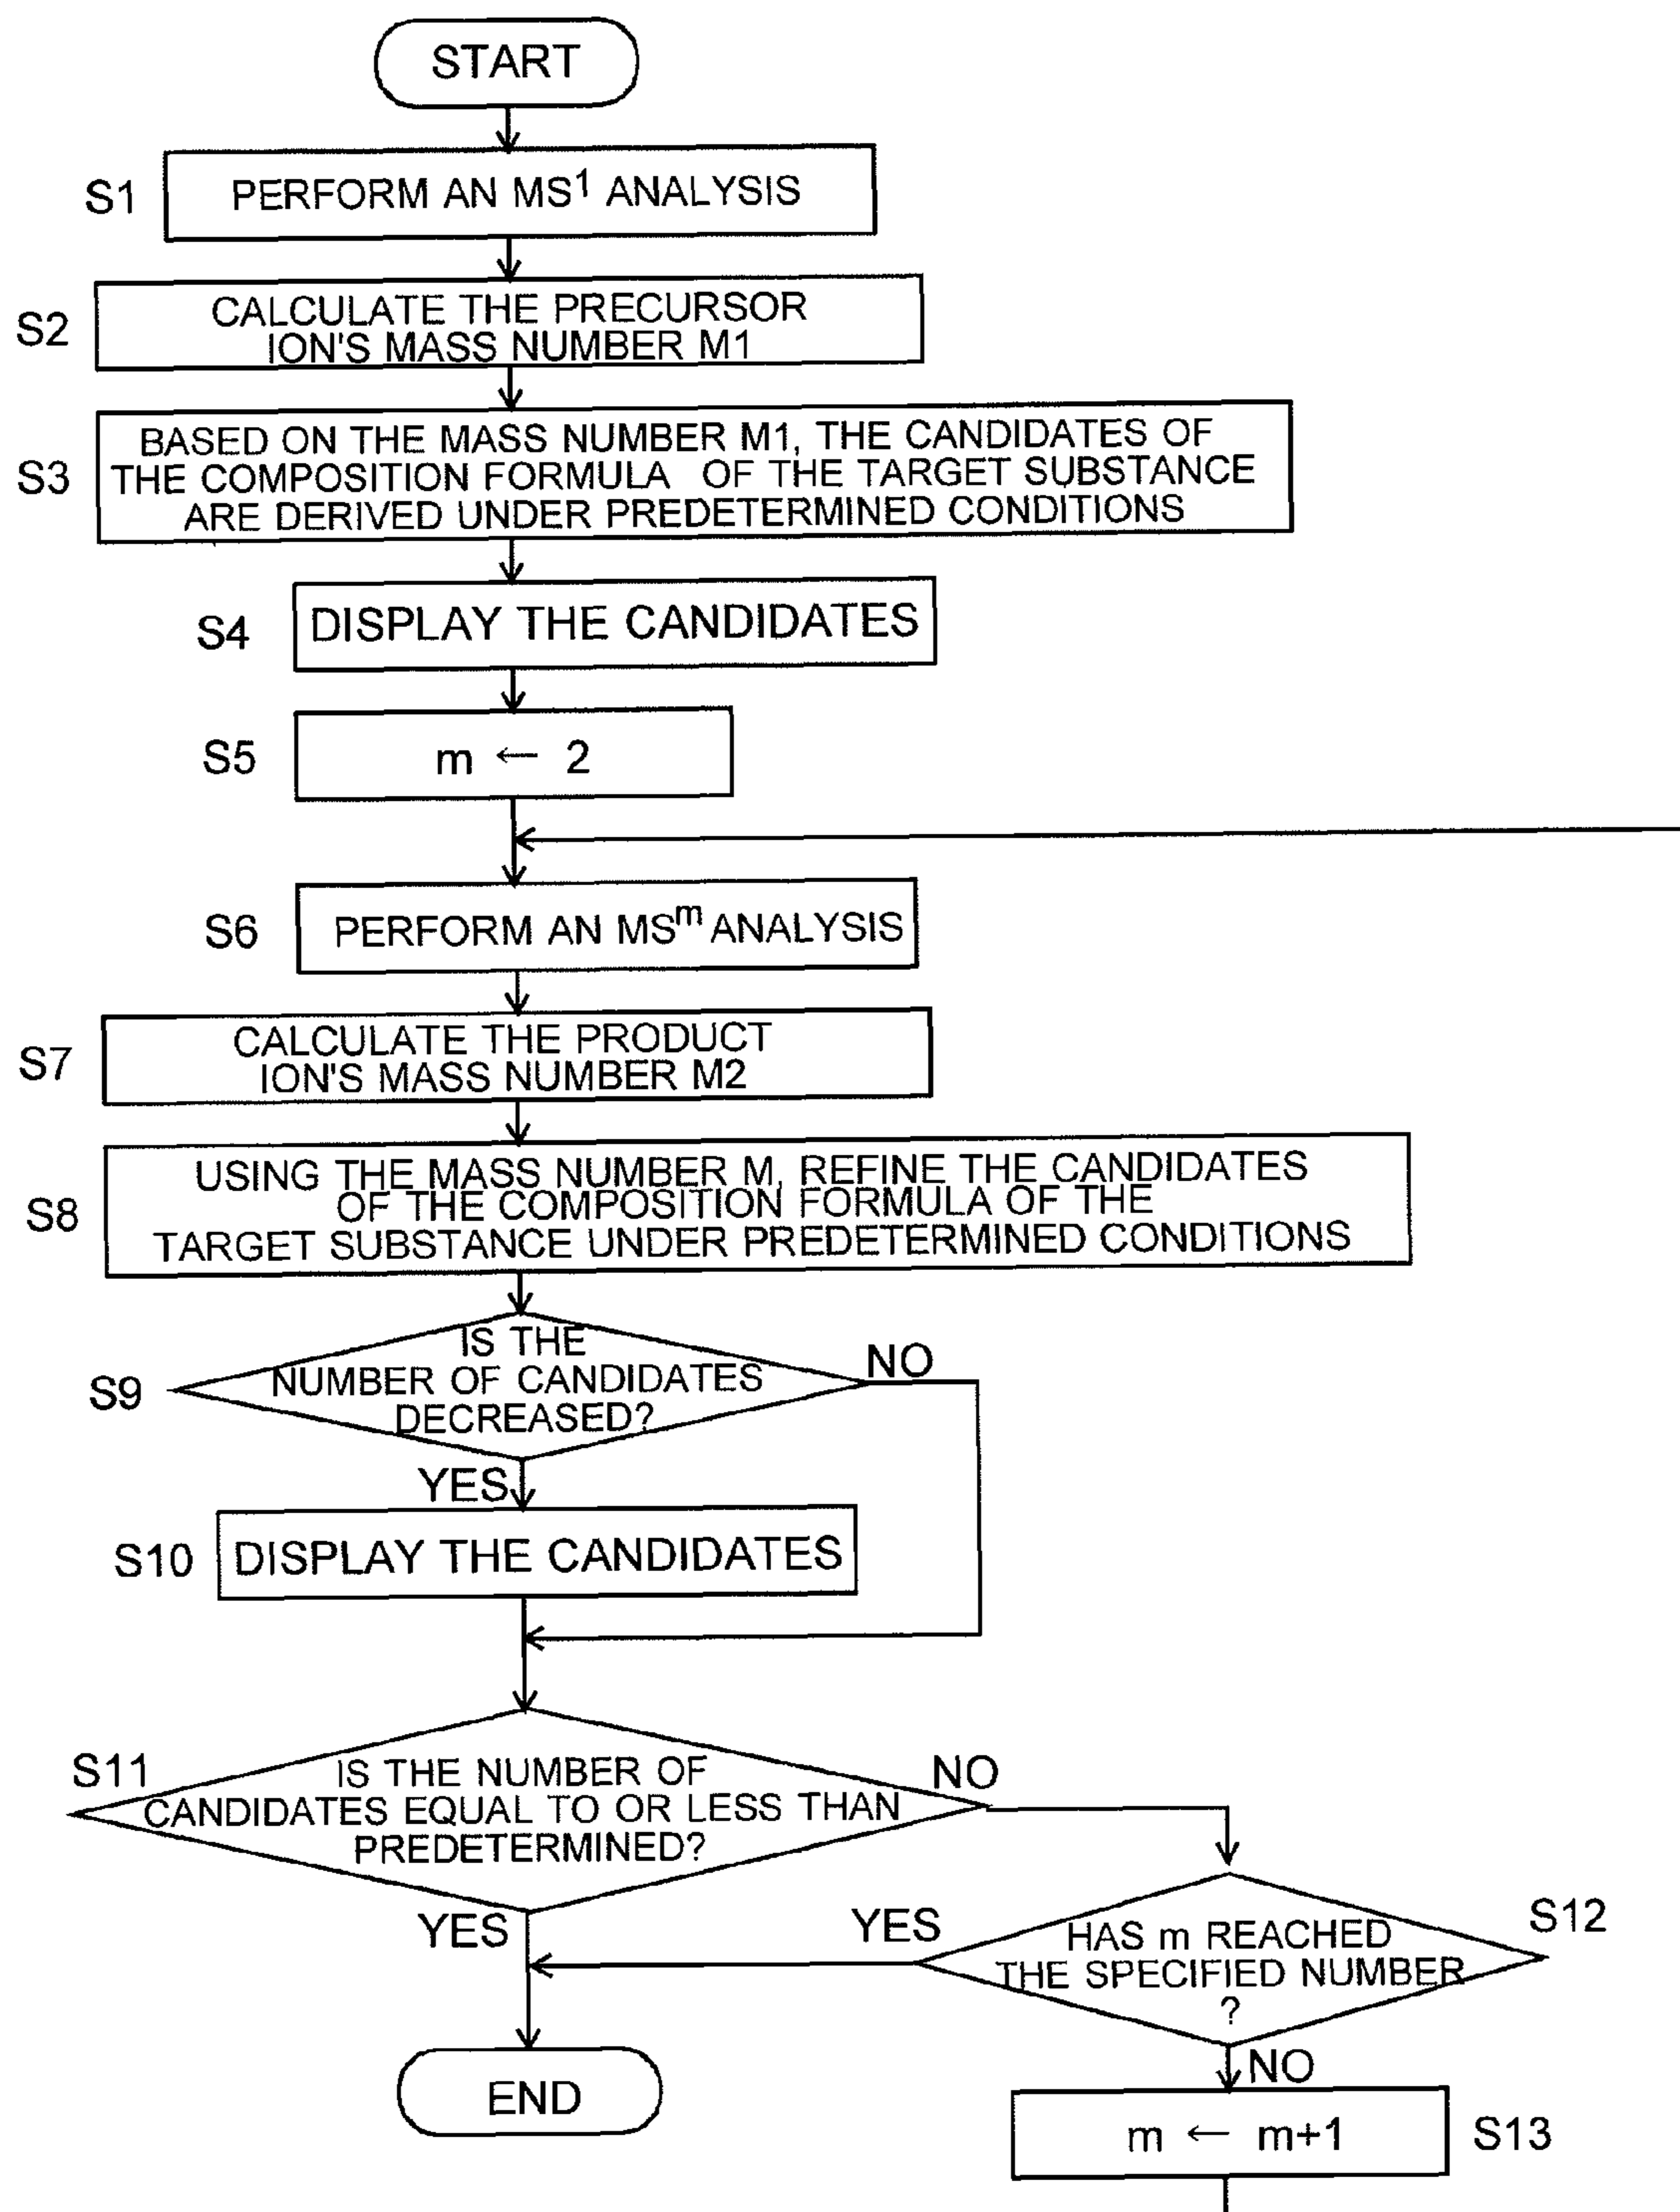 START
S1
PERFORM AN MS1 ANALYSIS
S2
CALCULATE THE PRECURSOR
ION'S MASS NUMBER M1
S3
BASED ON THE MASS NUMBER M1, THE CANDIDATES OF
THE COMPOSITION FORMULA OF THE TARGET SUBSTANCE
ARE DERIVED UNDER PREDETERMINED CONDITIONS
S4
DISPLAY THE CANDIDATES
S5
m ← 2
S6
PERFORM AN MSm ANALYSIS
S7
CALCULATE THE PRODUCT
ION'S MASS NUMBER M2
S8
USING THE MASS NUMBER M, REFINE THE CANDIDATES
OF THE COMPOSITION FORMULA OF THE
TARGET SUBSTANCE UNDER PREDETERMINED CONDITIONS
S9
IS THE
NUMBER OF CANDIDATES
DECREASED?
NO
YES
S10
DISPLAY THE CANDIDATES
S11
IS THE NUMBER OF
CANDIDATES EQUAL TO OR LESS THAN
PREDETERMINED?
NO
YES
S12
HAS m REACHED
THE SPECIFIED NUMBER
?
YES
NO
END
m ← m+1
S13